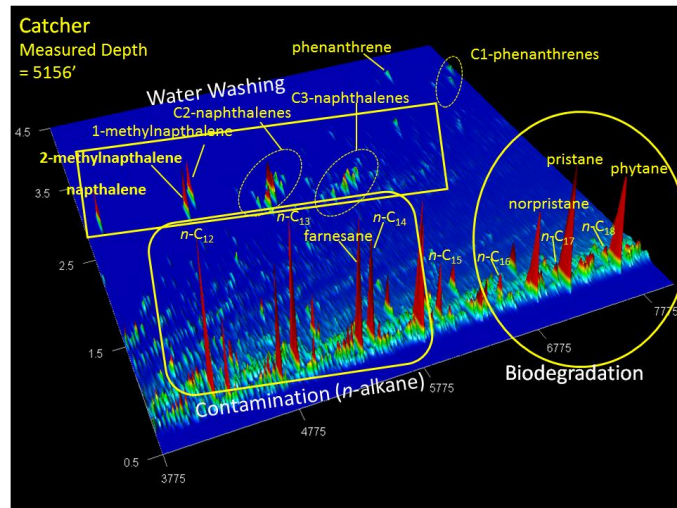 Catcher
Measured Depth
= 5156’
phenanthrene
C1-phenanthrenes
Water Washing
C2-naphthalenes
C3-naphthalenes
1-methylnapthalene
2-methylnapthalene
napthalene
4.5
3.5
2.5
1.5
0.5
pristane
phytane
norpristane
n-C12
n-C13
n-C14
farnesane
n-C15
n-C16
n-C17
n-C18
Contamination (n-alkane)
Biodegradation
3775
4775
5775
6775
7775